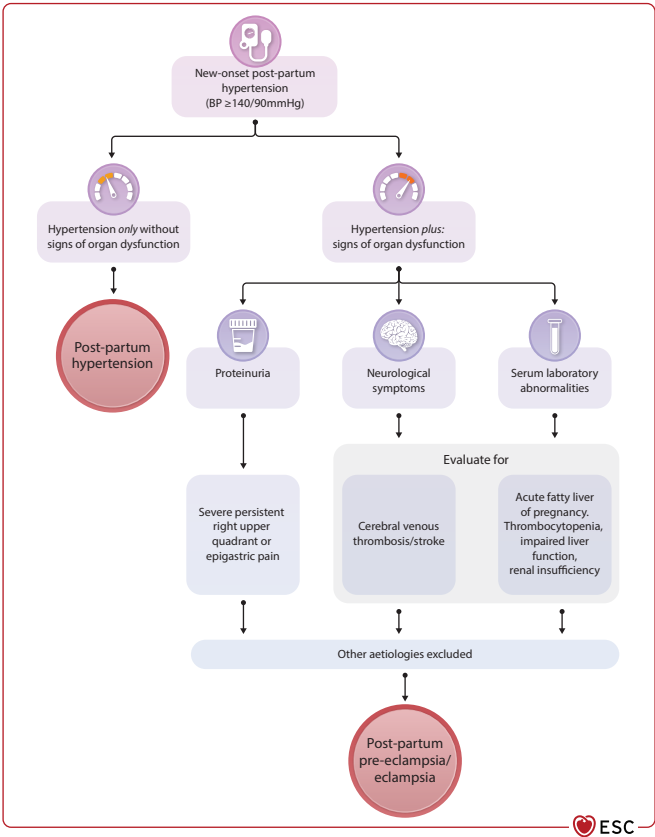 New-onset post-partum
hypertension
(BP ≥140/90mmHg)
Hypertension only without
signs of organ dysfunction
Hypertension plus:
signs of organ dysfunction
Post-partum
hypertension
Proteinuria
Neurological
symptoms
Serum laboratory
abnormalities
Evaluate for
Severe persistent
right upper
quadrant or
epigastric pain
Cerebral venous
thrombosis/stroke
Acute fatty liver
of pregnancy.
Thrombocytopenia,
impaired liver
function,
renal insufficiency
Other aetiologies excluded
Post-partum
pre-eclampsia/
eclampsia
ESC